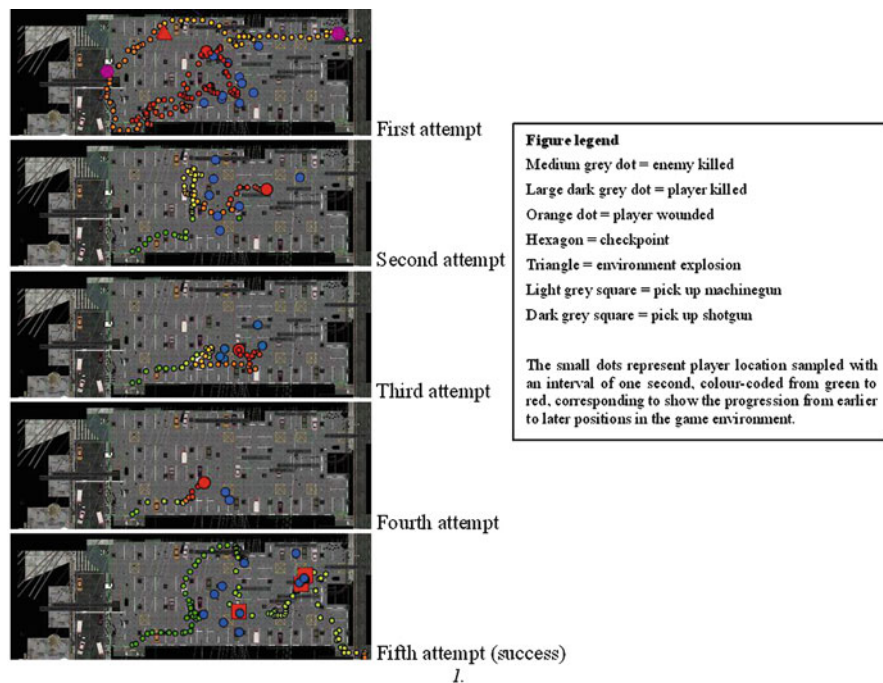 First attempt
Second attempt
Third attempt
Fourth attempt
Fifth attempt (success)
1.
Figure legend
Medium grey dot = enemy killed
Large dark grey dot = player killed
Orange dot = player wounded
Hexagon = checkpoint
Triangle = environment explosion
Light grey square = pick up machinegun
Dark grey square = pick up shotgun
The small dots represent player location sampled with
an interval of one second, colour-coded from green to
red, corresponding to show the progression from earlier
to later positions in the game environment.